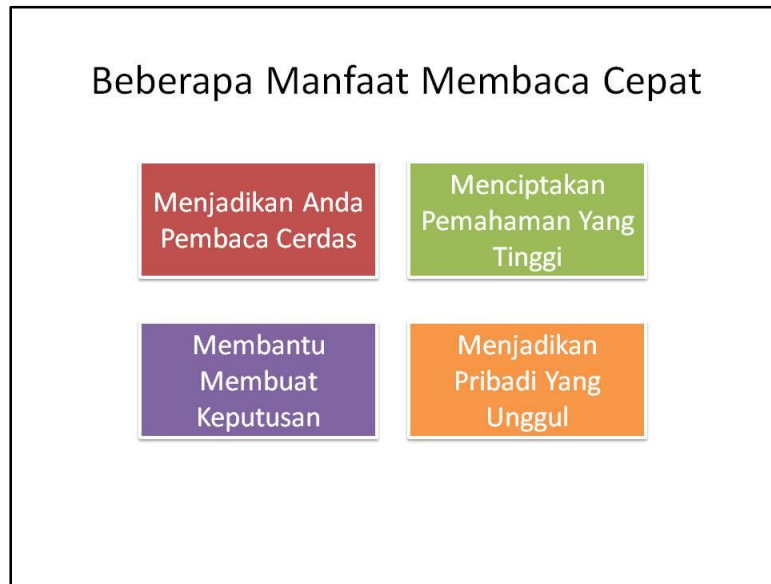 Beberapa Manfaat Membaca Cepat
Menjadikan Anda
Pembaca Cerdas
Menciptakan
Pemahaman Yang
Tinggi
Membantu
Membuat
Keputusan
Menjadikan
Pribadi Yang
Unggul